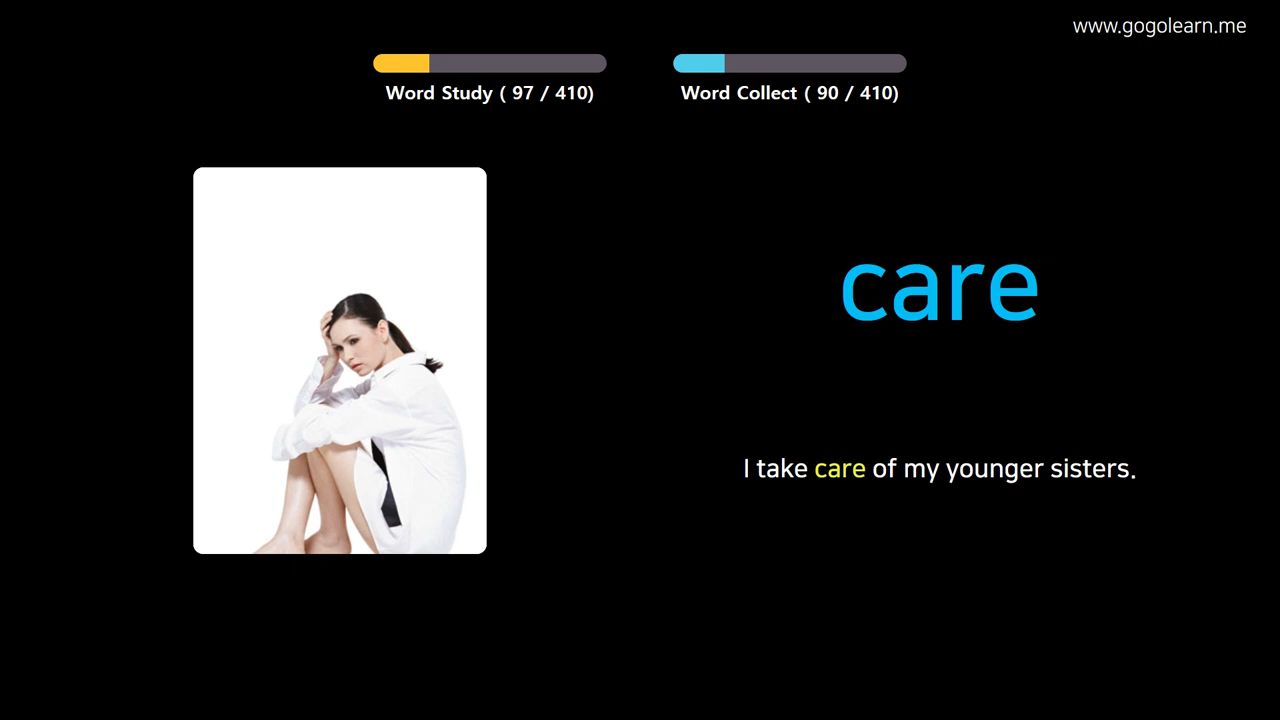 www.gogolearn.me
Word Study ( 97 / 410)
Word Collect ( 90 / 410)
care
I take care of my younger sisters.